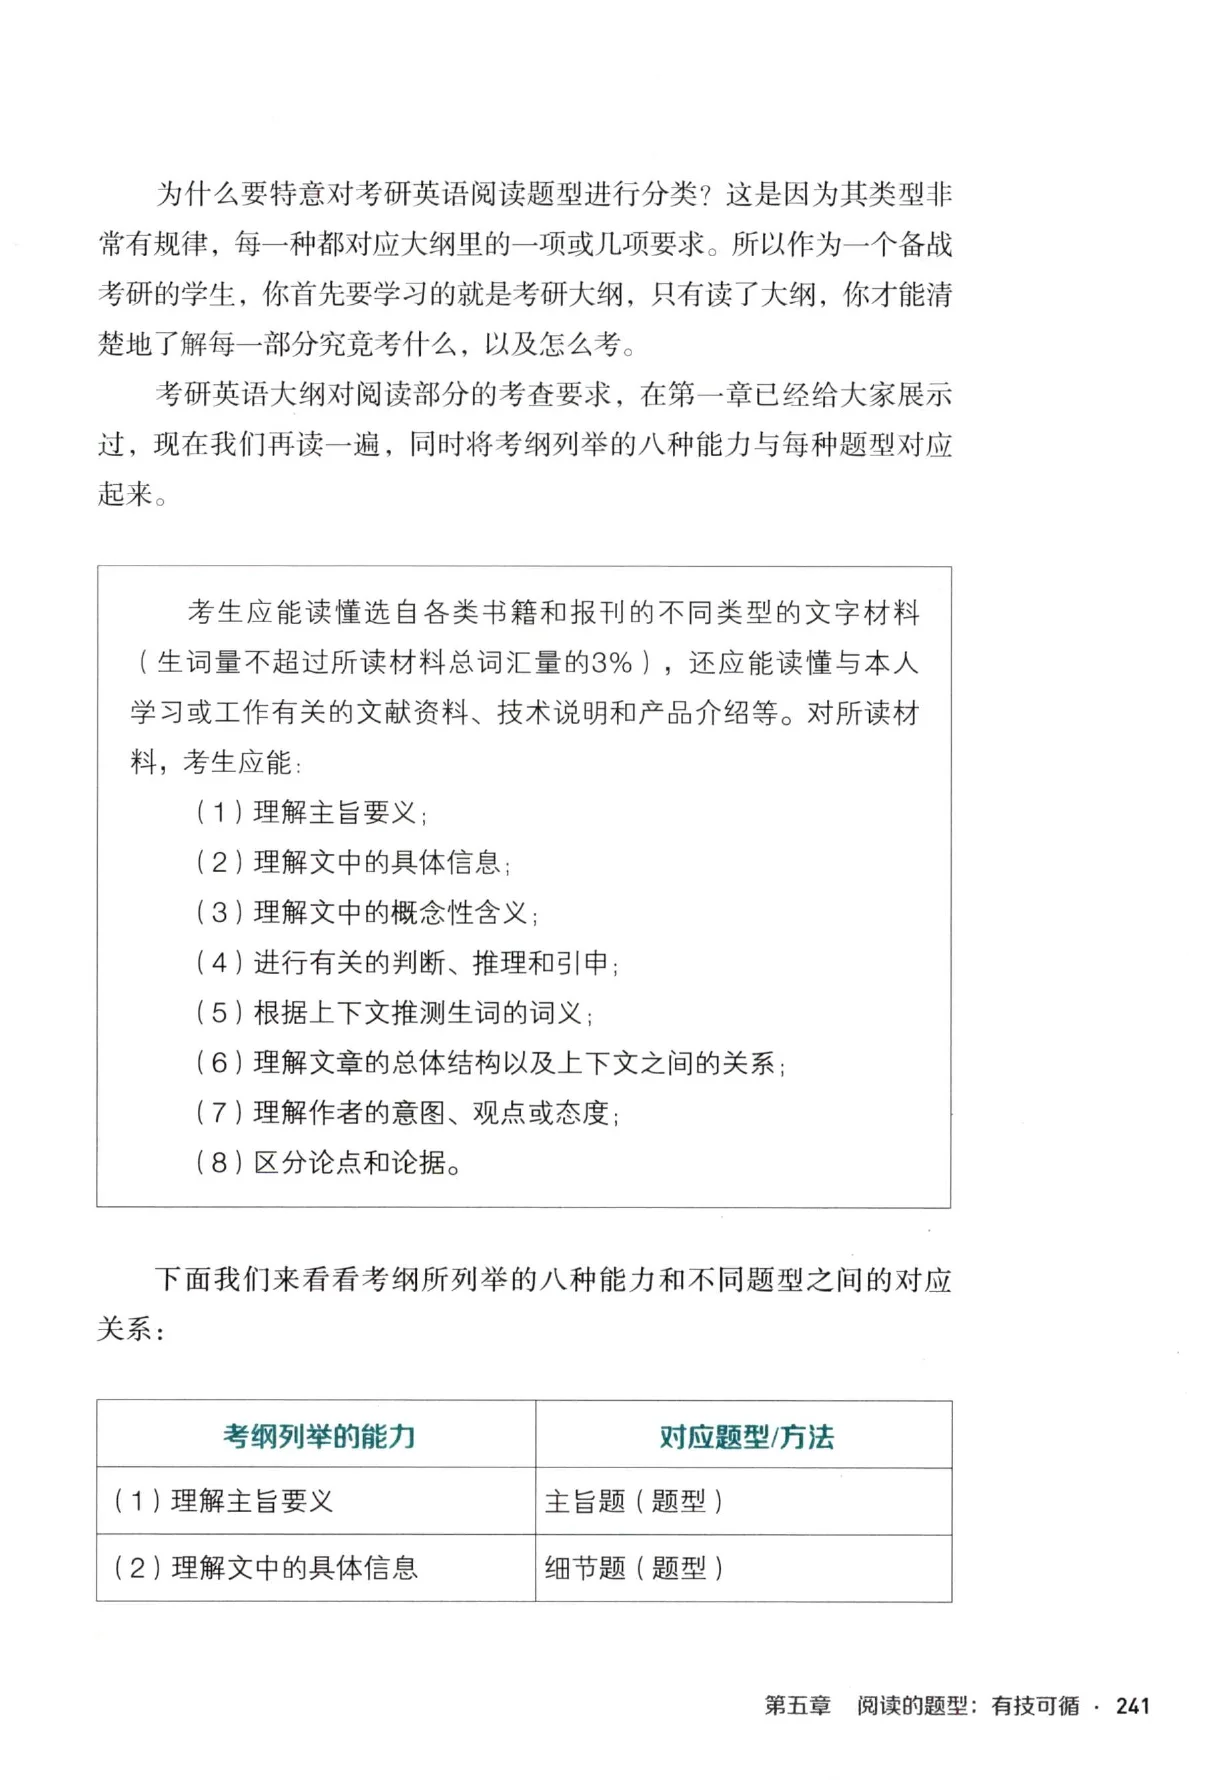 为什么要特意对考研英语阅读题型进行分类？这是因为其类型非
常有规律，每一种都对应大纲里的一项或几项要求。所以作为一个备战
考研的学生，你首先要学习的就是考研大纲，只有读了大纲，你才能清
楚地了解每一部分究竟考什么，以及怎么考。
考研英语大纲对阅读部分的考查要求，在第一章已经给大家展示
过，现在我们再读一遍，同时将考纲列举的八种能力与每种题型对应
起来。
考生应能读懂选自各类书籍和报刊的不同类型的文字材料
（生词量不超过所读材料总词汇量的3%），还应能读懂与本人
学习或工作有关的文献资料、技术说明和产品介绍等。对所读材
料，考生应能：
（1）理解主旨要义；
（2）理解文中的具体信息；
（3）理解文中的概念性含义；
（4）进行有关的判断、推理和引申；
（5）根据上下文推测生词的词义；
（6）理解文章的总体结构以及上下文之间的关系；
（7）理解作者的意图、观点或态度；
（8）区分论点和论据。
下面我们来看看考纲所列举的八种能力和不同题型之间的对应
关系：
考纲列举的能力 对应题型/方法
（1）理解主旨要义 主旨题（题型）
（2）理解文中的具体信息 细节题（题型）
第五章 阅读的题型：有技可循 · 241